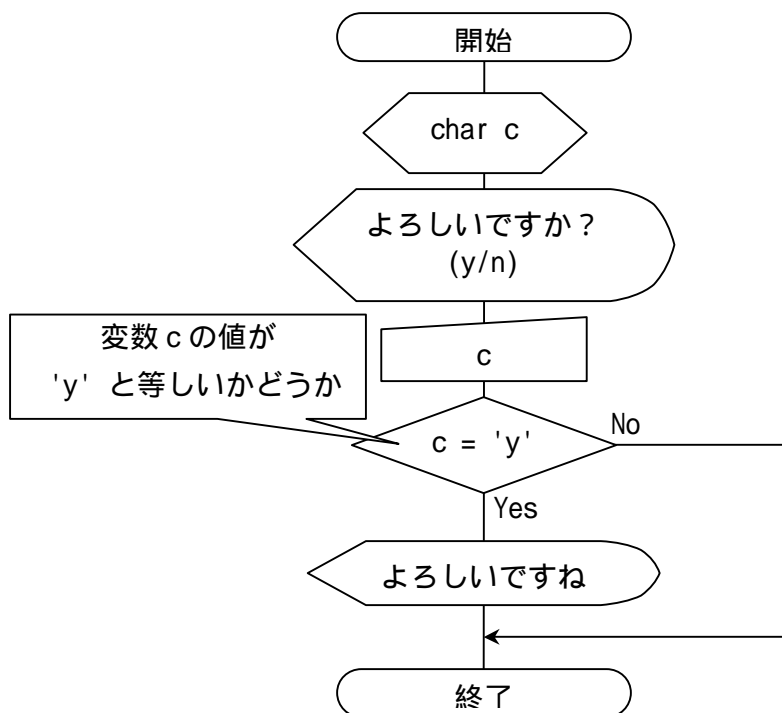 開始
char c
よろしいですか？
(y/n)
変数cの値が
'y' と等しいかどうか
c
c = 'y'
No
Yes
よろしいですね
終了